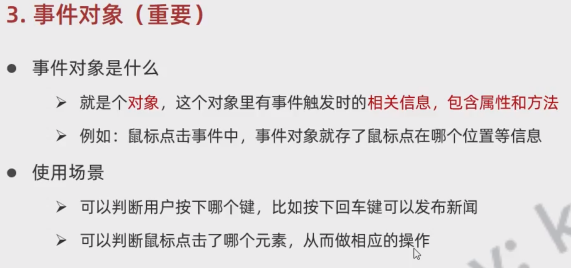 3. 事件对象（重要）
● 事件对象是什么
➢ 就是个对象，这个对象里有事件触发时的相关信息，包含属性和方法
➢ 例如：鼠标点击事件中，事件对象就存了鼠标点在哪个位置等信息
● 使用场景
➢ 可以判断用户按下哪个键，比如按下回车键可以发布新闻
➢ 可以判断鼠标点击了哪个元素，从而做相应的操作